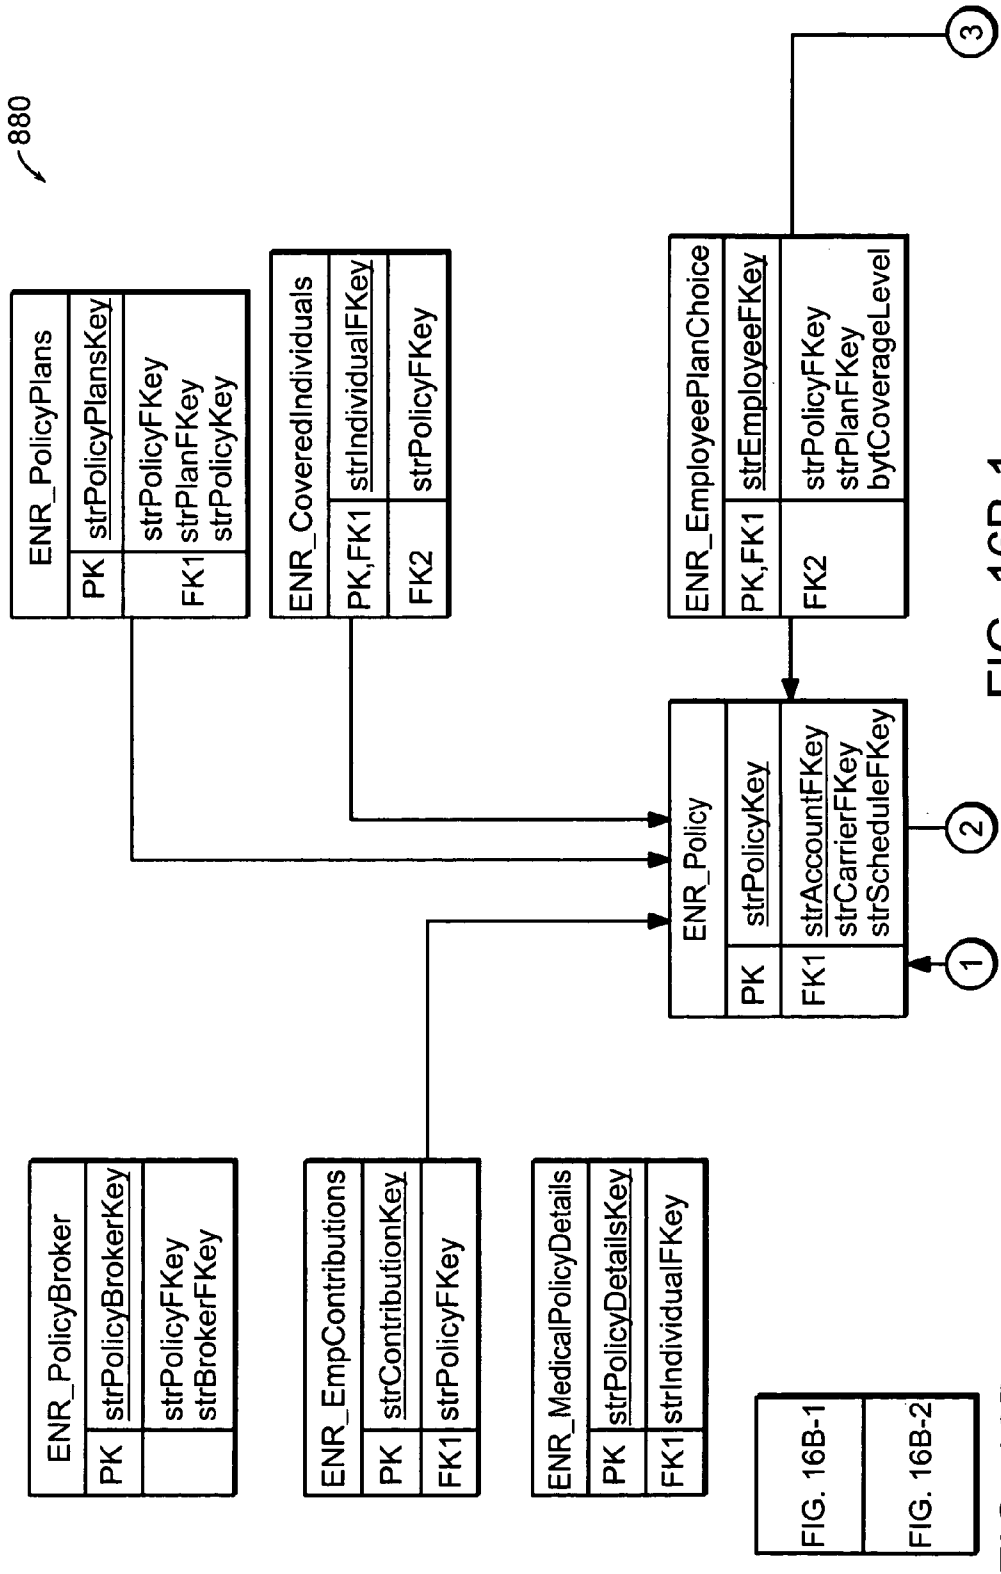 880
ENR_PolicyBroker
PK strPolicyBrokerKey
strPolicyFKey
strBrokerFKey
ENR_PolicyPlans
PK strPolicyPlansKey
strPolicyFKey
FK1 strPlanFKey
strPolicyKey
ENR_EmpContributions
PK strContributionKey
FK1 strPolicyFKey
ENR_CoveredIndividuals
PK,FK1 strIndividualFKey
FK2 strPolicyFKey
ENR_MedicalPolicyDetails
PK strPolicyDetailsKey
FK1 strIndividualFKey
ENR_Policy
PK strPolicyKey
FK1 strAccountFKey
strCarrierFKey
strScheduleFKey
ENR_EmployeePlanChoice
PK,FK1 strEmployeeFKey
FK2 strPolicyFKey
strPlanFKey
bytCoverageLevel
FIG. 16B-1
FIG. 16B-2
1
2
3